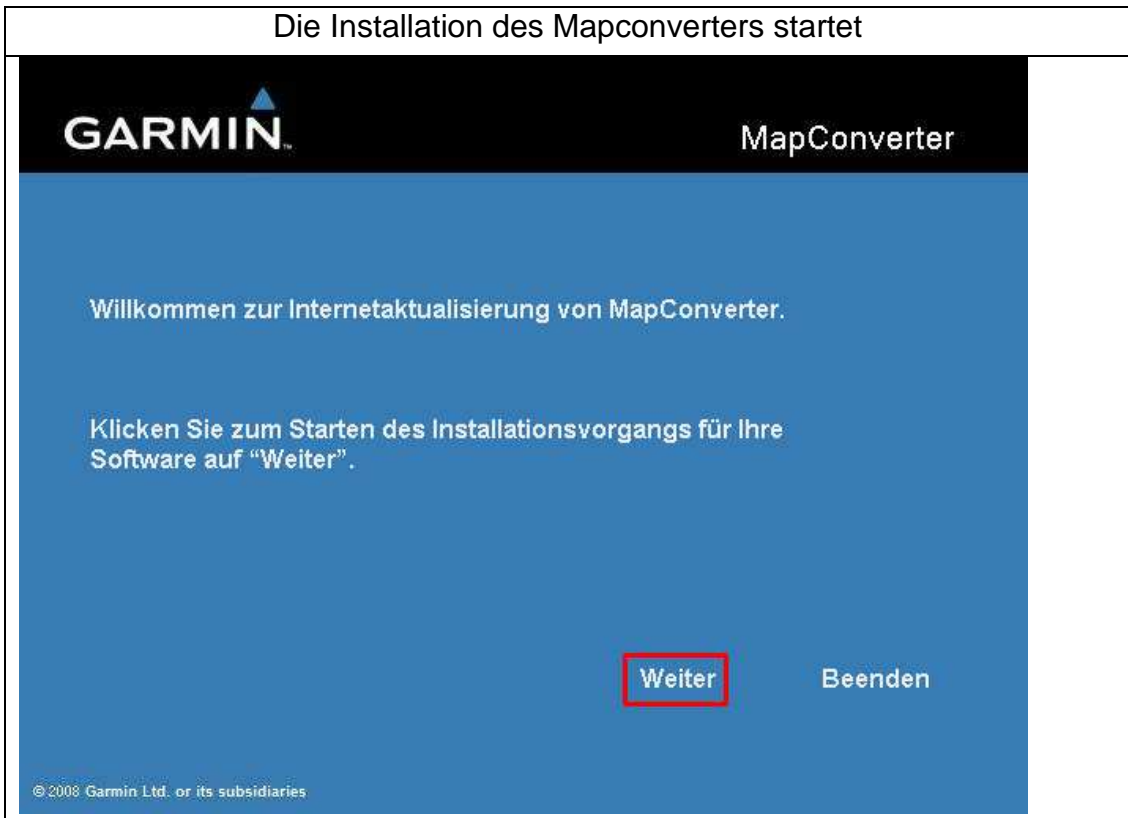 Die Installation des Mapconverters startet
GARMIN™
MapConverter
Willkommen zur Internetaktualisierung von MapConverter.
Klicken Sie zum Starten des Installationsvorgangs für Ihre
Software auf “Weiter”.
Weiter Beenden
© 2008 Garmin Ltd. or its subsidiaries